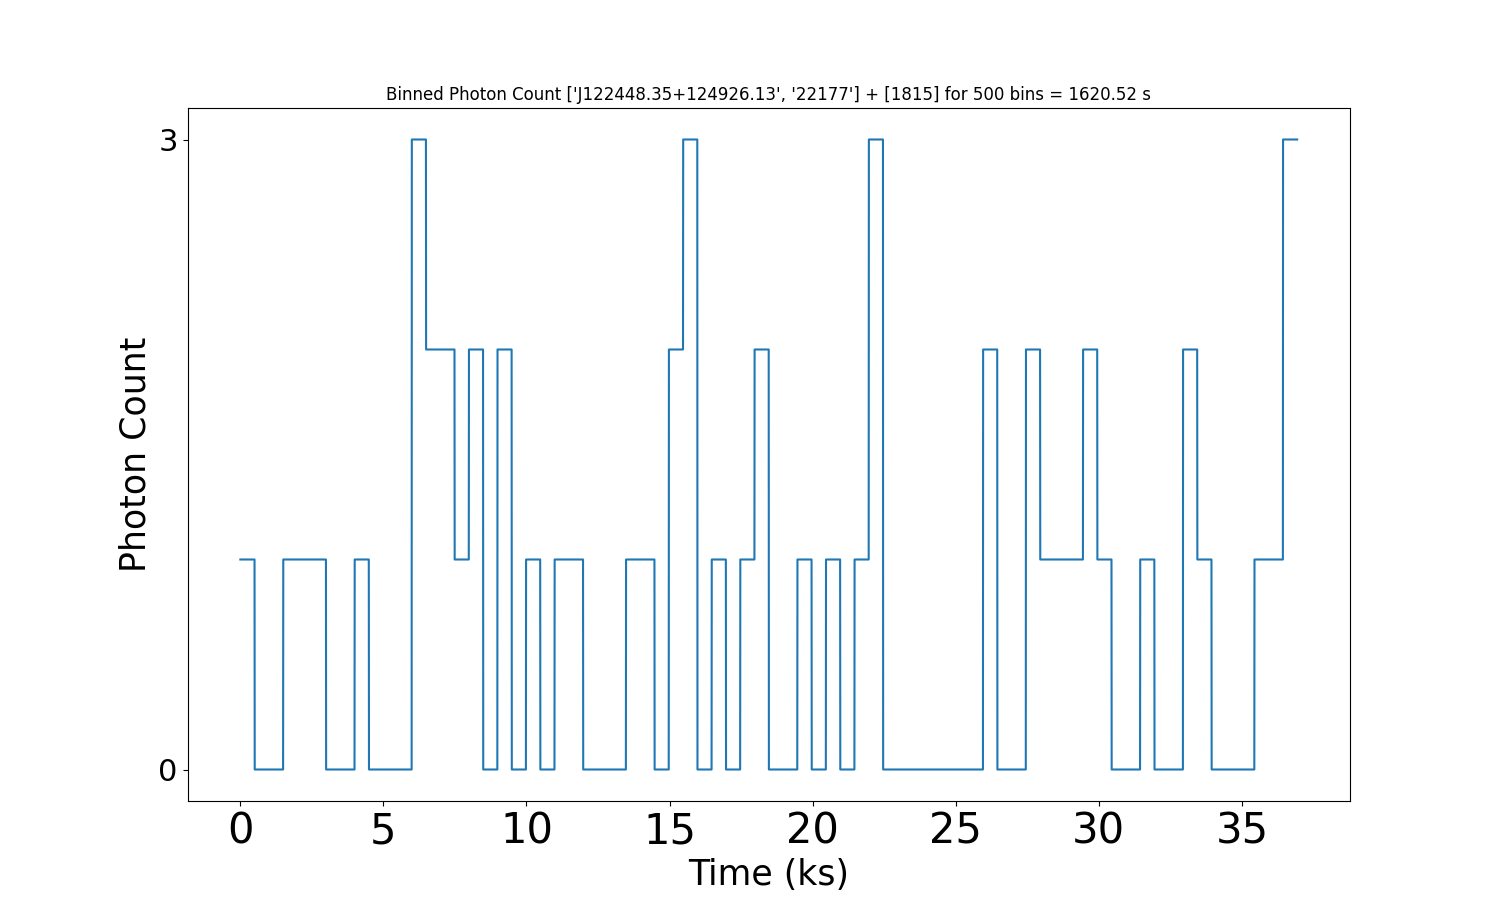 Binned Photon Count ['J122448.35+124926.13', '22177'] + [1815] for 500 bins = 1620.52 s
3
0
Photon Count
0 5 10 15 20 25 30 35
Time (ks)